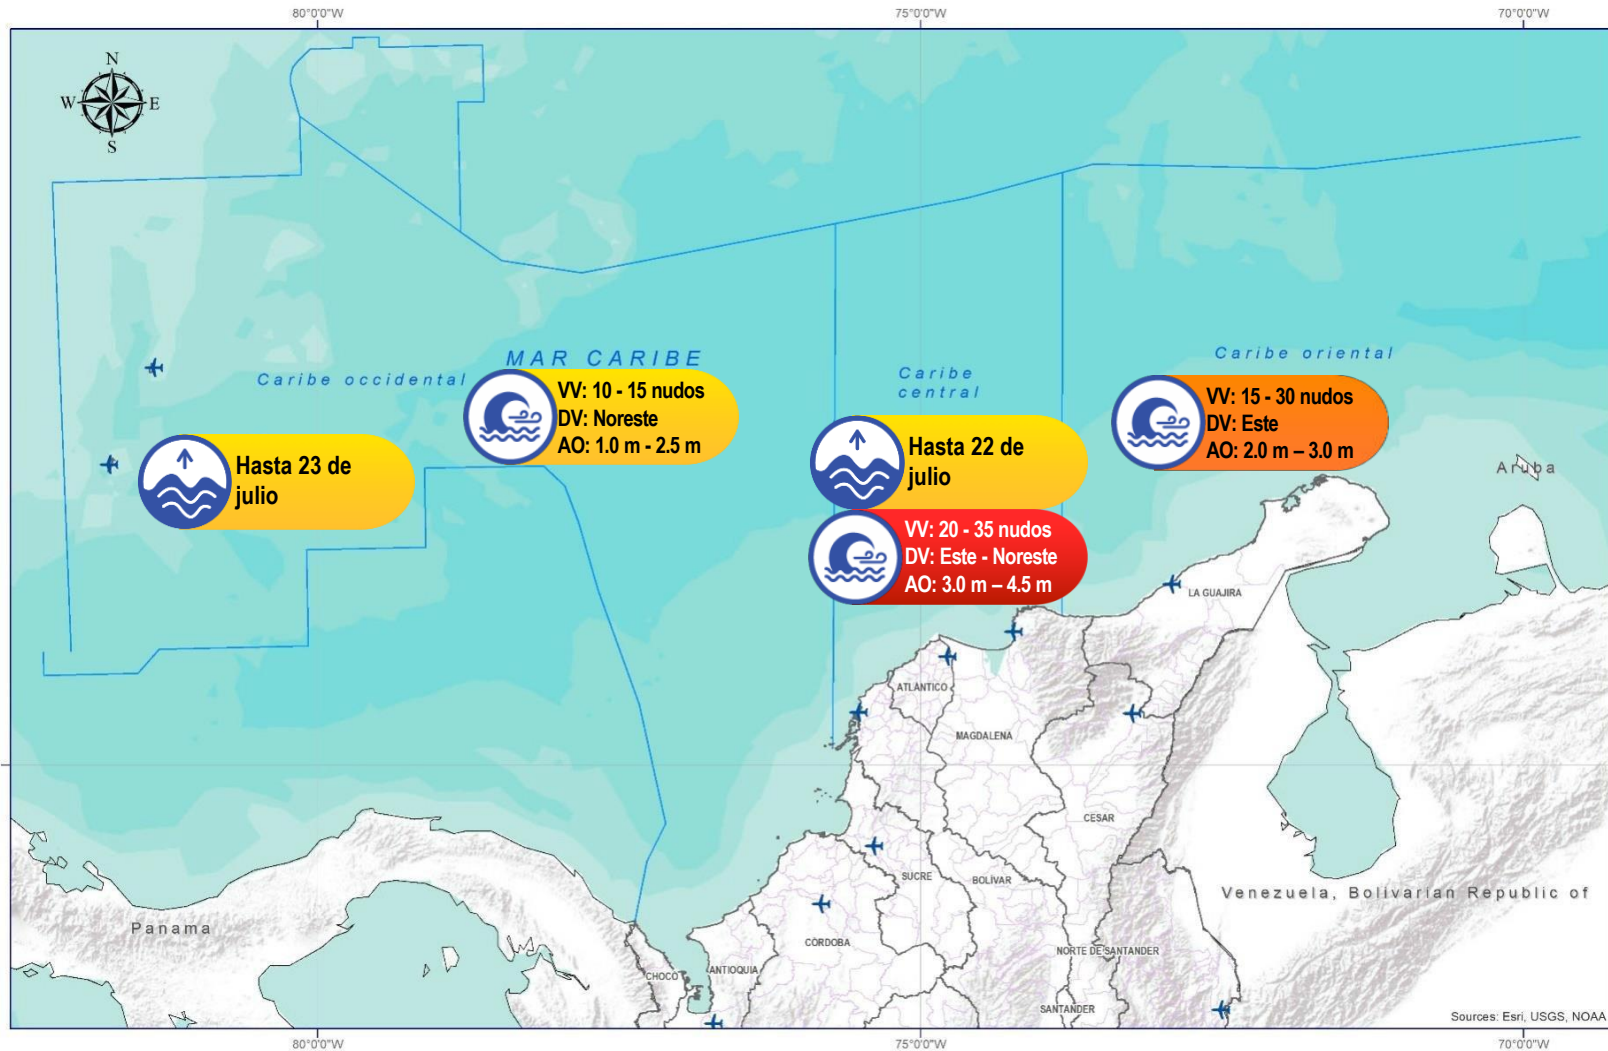 80°0'0"W
75°0'0"W
70°0'0"W
N
W
E
S
MAR CARIBE
Caribe occidental
Caribe
central
Caribe oriental
VV: 10 - 15 nudos
DV: Noreste
AO: 1.0 m - 2.5 m
VV: 15 - 30 nudos
DV: Este
AO: 2.0 m – 3.0 m
Hasta 23 de
julio
Hasta 22 de
julio
VV: 20 - 35 nudos
DV: Este - Noreste
AO: 3.0 m – 4.5 m
Aruba
LA GUAJIRA
ATLÁNTICO
MAGDALENA
CESAR
SUCRE
BOLÍVAR
Venezuela, Bolivarian Republic of
Panama
CÓRDOBA
NORTE DE SANTANDER
CHOCÓ
ANTIOQUIA
SANTANDER
Sources: Esri, USGS, NOAA
80°0'0"W
75°0'0"W
70°0'0"W